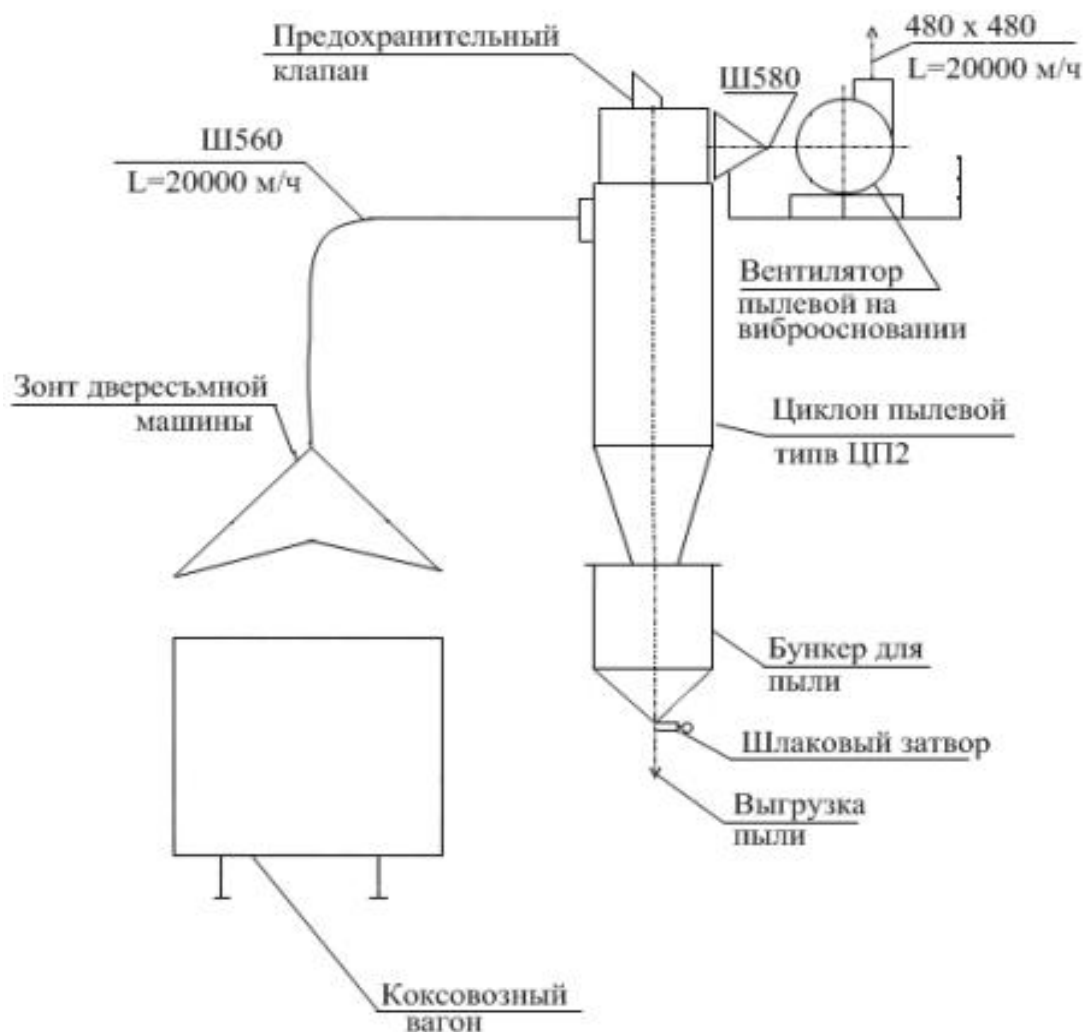 Предохранительный
клапан
480 x 480
L=20000 м/ч
Ш580
Ш560
L=20000 м/ч
Вентилятор
пылевой на
виброосновании
Зонт двересъмной
машины
Циклон пылевой
типв ЦП2
Бункер для
пыли
Шлаковый затвор
Выгрузка
пыли
Коксовозный
вагон